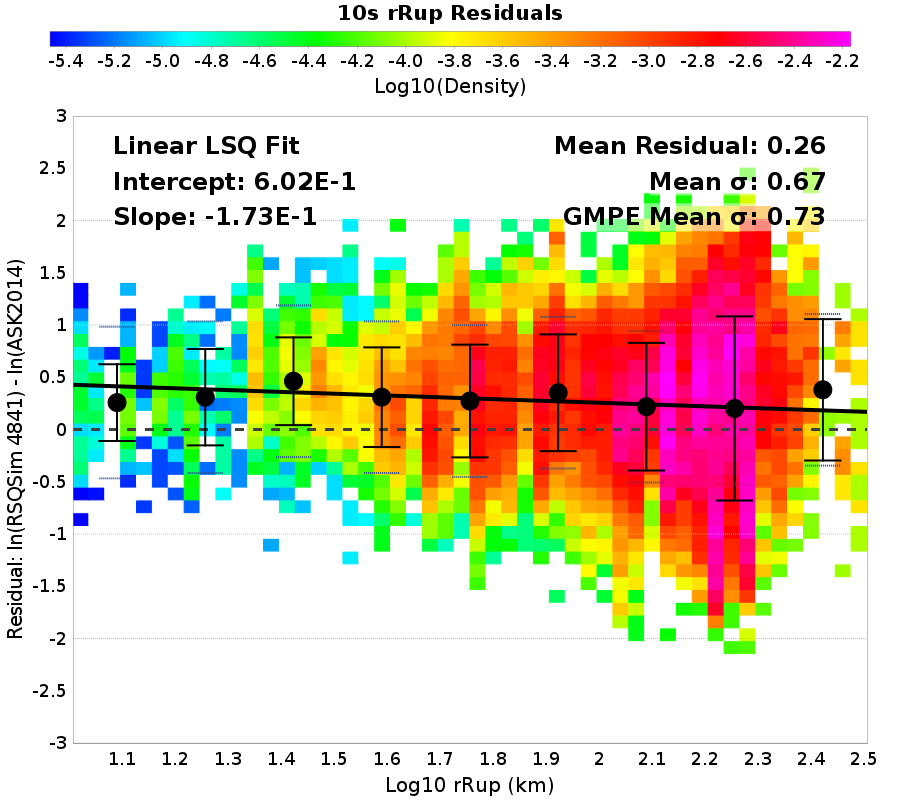 10s rRup Residuals
-5.4 -5.2 -5.0 -4.8 -4.6 -4.4 -4.2 -4.0 -3.8 -3.6 -3.4 -3.2 -3.0 -2.8 -2.6 -2.4 -2.2
Log10(Density)
Linear LSQ Fit
Intercept: 6.02E-1
Slope: -1.73E-1
Mean Residual: 0.26
Mean σ: 0.67
GMPE Mean σ: 0.73
Residual: ln(RSQSim 4841) - ln(ASK2014)
3
2.5
2
1.5
1
0.5
0
-0.5
-1
-1.5
-2
-2.5
-3
1.1 1.2 1.3 1.4 1.5 1.6 1.7 1.8 1.9 2 2.1 2.2 2.3 2.4 2.5
Log10 rRup (km)